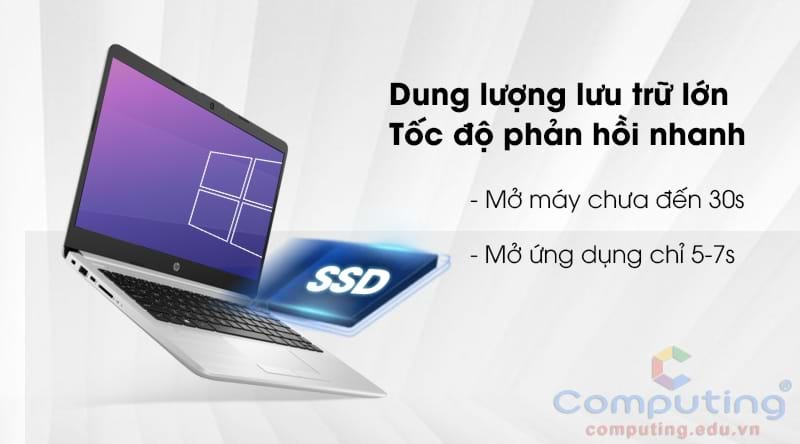 Dung lượng lưu trữ lớn
Tốc độ phản hồi nhanh
- Mở máy chưa đến 30s
- Mở ứng dụng chỉ 5-7s
SSD
hp
Computing®
computing.edu.vn